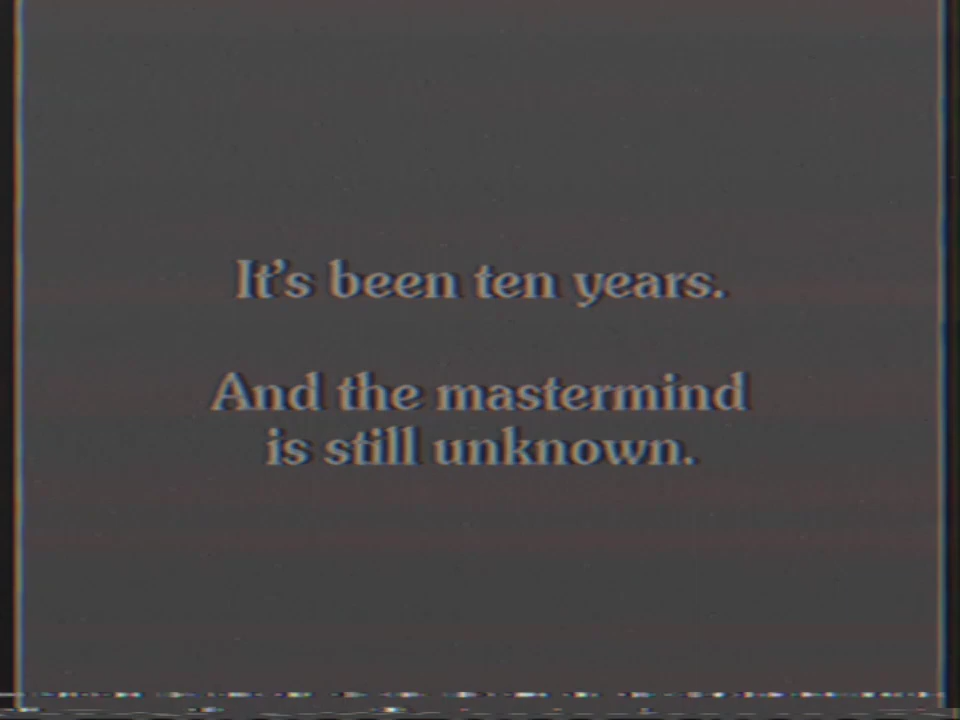 It’s been ten years.
And the mastermind
is still unknown.